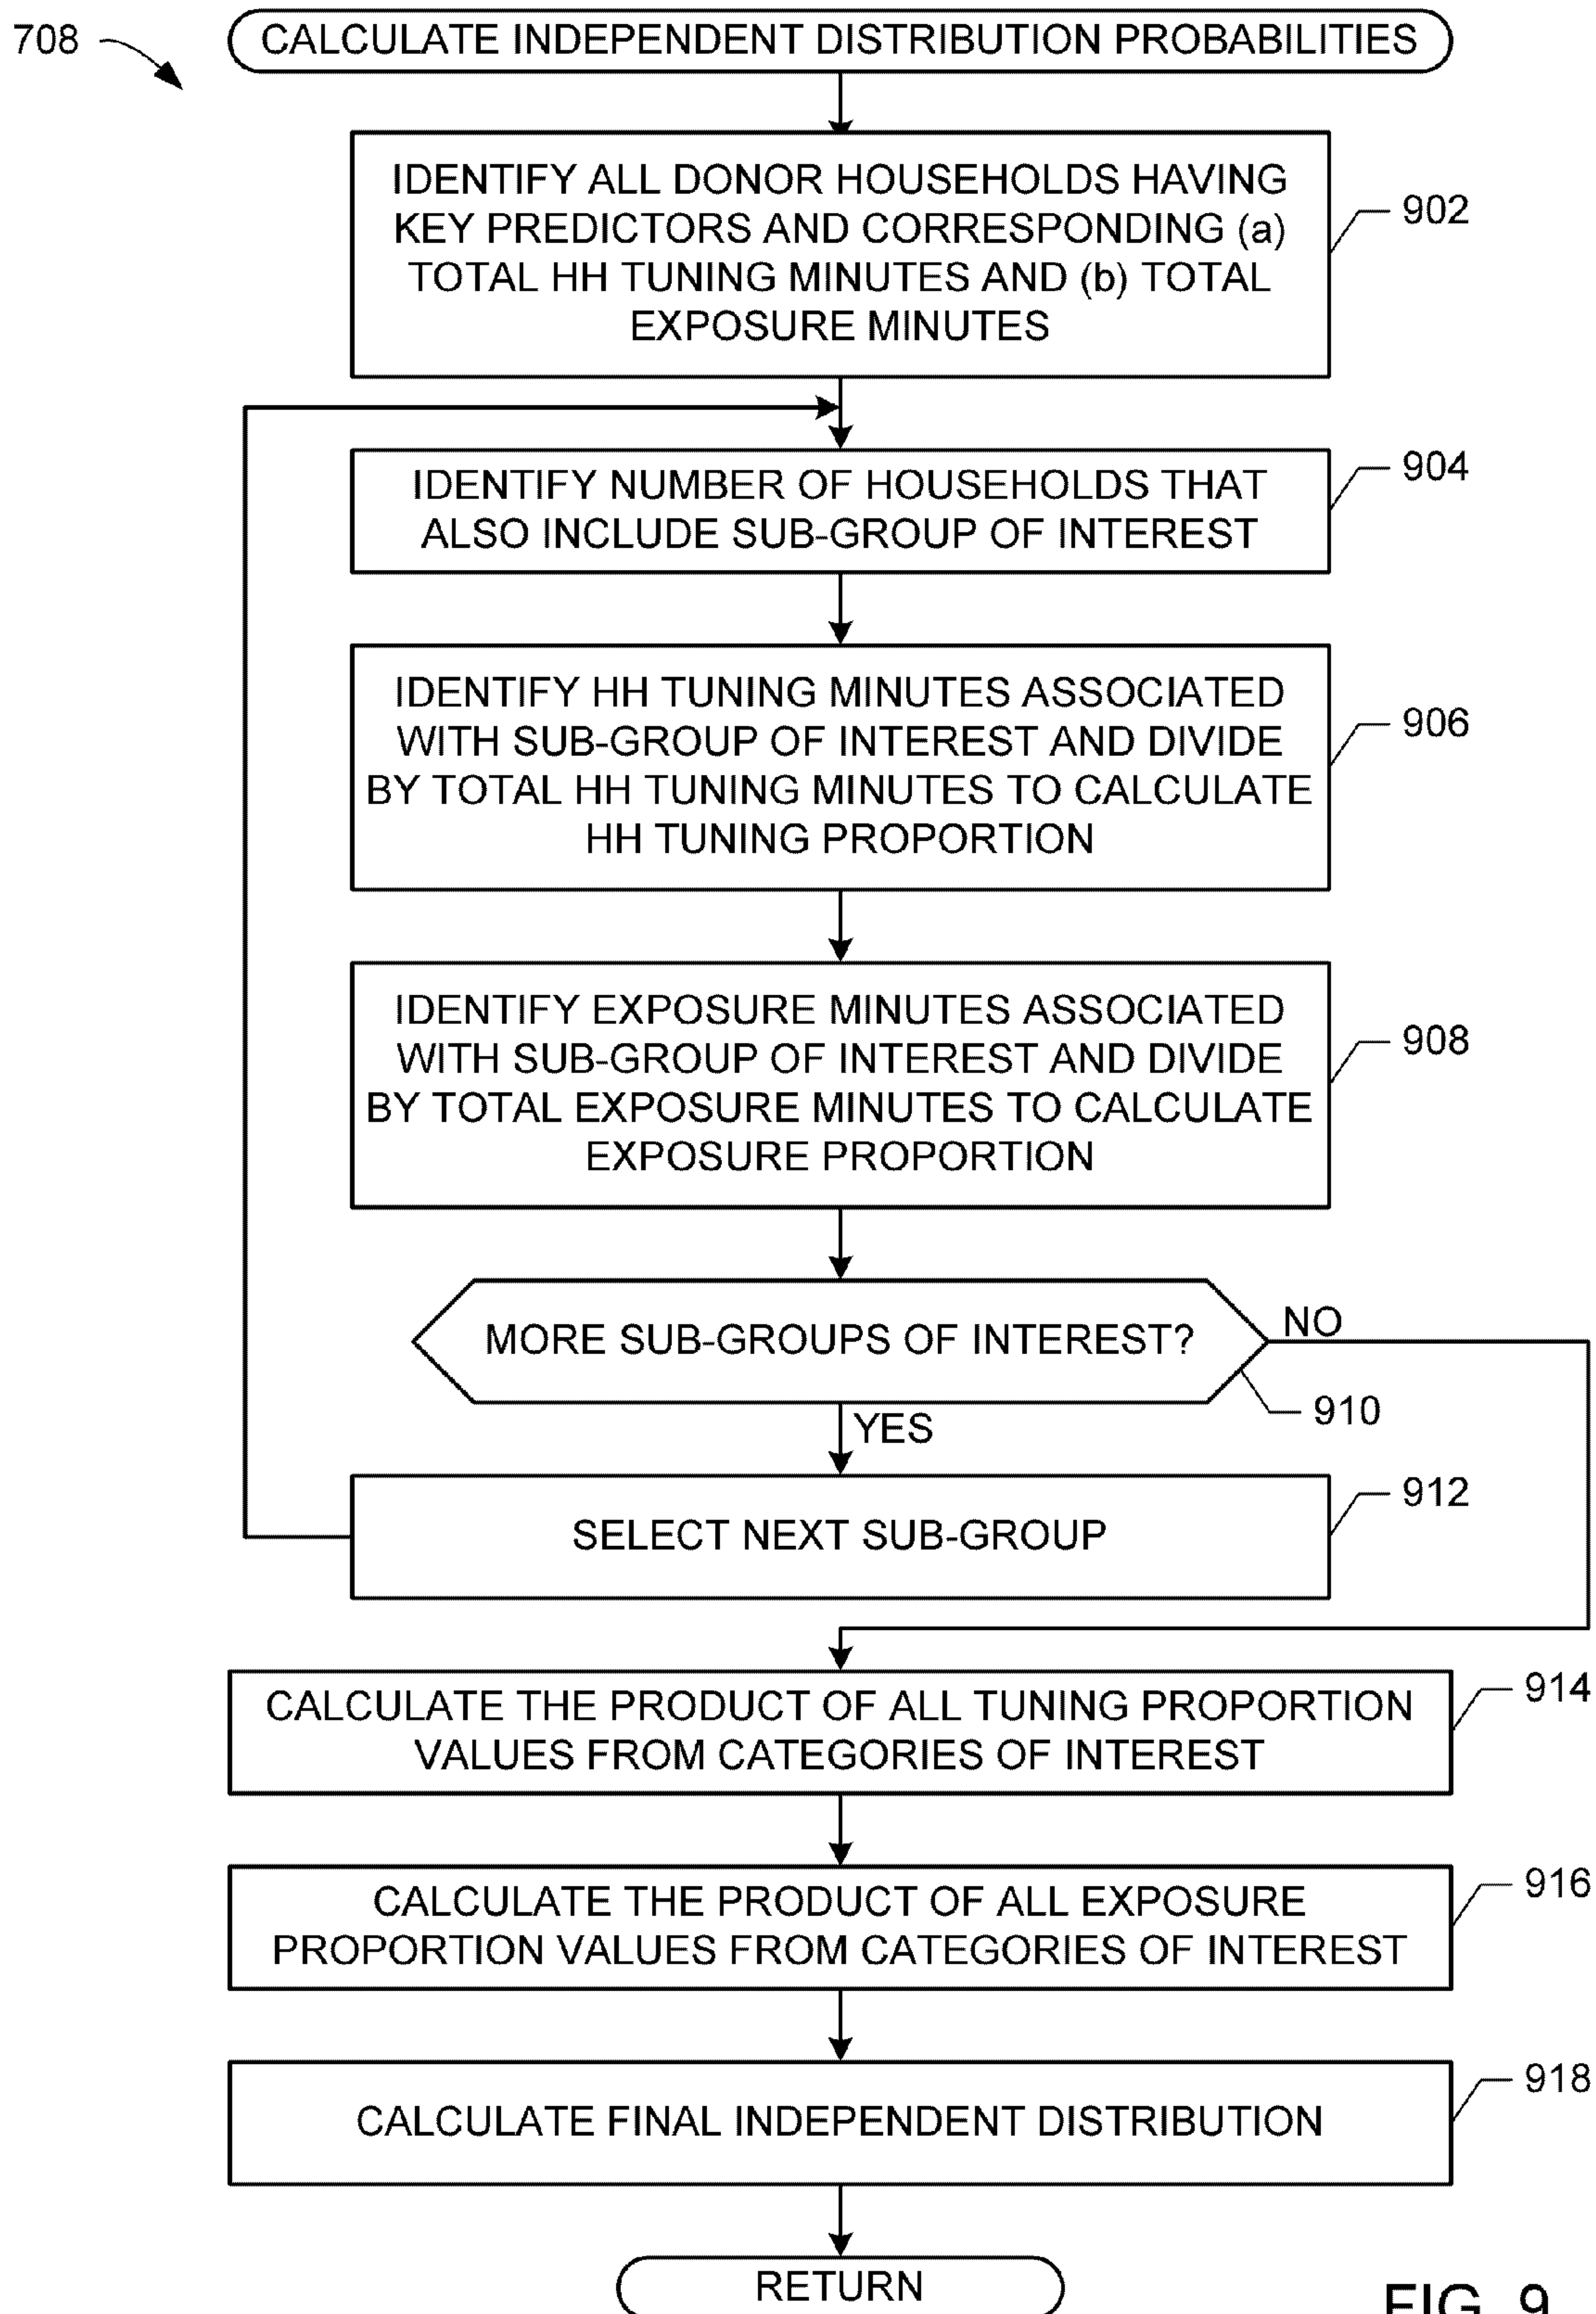 708
CALCULATE INDEPENDENT DISTRIBUTION PROBABILITIES
IDENTIFY ALL DONOR HOUSEHOLDS HAVING
KEY PREDICTORS AND CORRESPONDING (a)
TOTAL HH TUNING MINUTES AND (b) TOTAL
EXPOSURE MINUTES
902
IDENTIFY NUMBER OF HOUSEHOLDS THAT
ALSO INCLUDE SUB-GROUP OF INTEREST
904
IDENTIFY HH TUNING MINUTES ASSOCIATED
WITH SUB-GROUP OF INTEREST AND DIVIDE
BY TOTAL HH TUNING MINUTES TO CALCULATE
HH TUNING PROPORTION
906
IDENTIFY EXPOSURE MINUTES ASSOCIATED
WITH SUB-GROUP OF INTEREST AND DIVIDE
BY TOTAL EXPOSURE MINUTES TO CALCULATE
EXPOSURE PROPORTION
908
MORE SUB-GROUPS OF INTEREST?
NO
910
YES
SELECT NEXT SUB-GROUP
912
CALCULATE THE PRODUCT OF ALL TUNING PROPORTION
VALUES FROM CATEGORIES OF INTEREST
914
CALCULATE THE PRODUCT OF ALL EXPOSURE
PROPORTION VALUES FROM CATEGORIES OF INTEREST
916
CALCULATE FINAL INDEPENDENT DISTRIBUTION
918
RETURN
FIG. 9